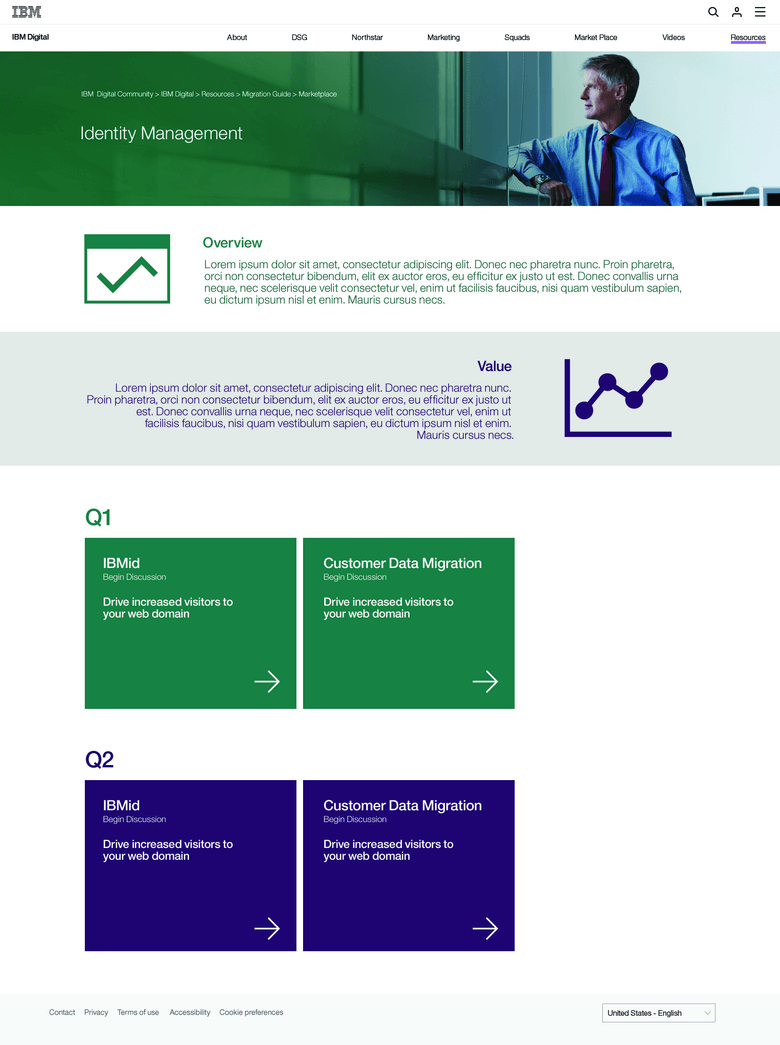 IBM
IBM Digital
About
DSG
Northstar
Marketing
Squads
Market Place
Videos
Resources
IBM Digital Community > IBM Digital > Resources > Migration Guide > Marketplace
Identity Management
Overview
Lorem ipsum dolor sit amet, consectetur adipiscing elit. Donec nec pharetra nunc. Proin pharetra,
orci non consectetur bibendum, elit ex auctor eros, eu efficitur ex justo ut est. Donec convallis urna
neque, nec scelerisque velit consectetur vel, enim ut facilisis faucibus, nisi quam vestibulum sapien,
eu dictum ipsum nisl et enim. Mauris cursus necs.
Value
Lorem ipsum dolor sit amet, consectetur adipiscing elit. Donec nec pharetra nunc.
Proin pharetra, orci non consectetur bibendum, elit ex auctor eros, eu efficitur ex justo ut
est. Donec convallis urna neque, nec scelerisque velit consectetur vel, enim ut
facilisis faucibus, nisi quam vestibulum sapien, eu dictum ipsum nisl et enim.
Mauris cursus necs.
Q1
IBMid
Begin Discussion
Drive increased visitors to
your web domain
Customer Data Migration
Begin Discussion
Drive increased visitors to
your web domain
Q2
IBMid
Begin Discussion
Drive increased visitors to
your web domain
Customer Data Migration
Begin Discussion
Drive increased visitors to
your web domain
Contact
Privacy
Terms of use
Accessibility
Cookie preferences
United States - English